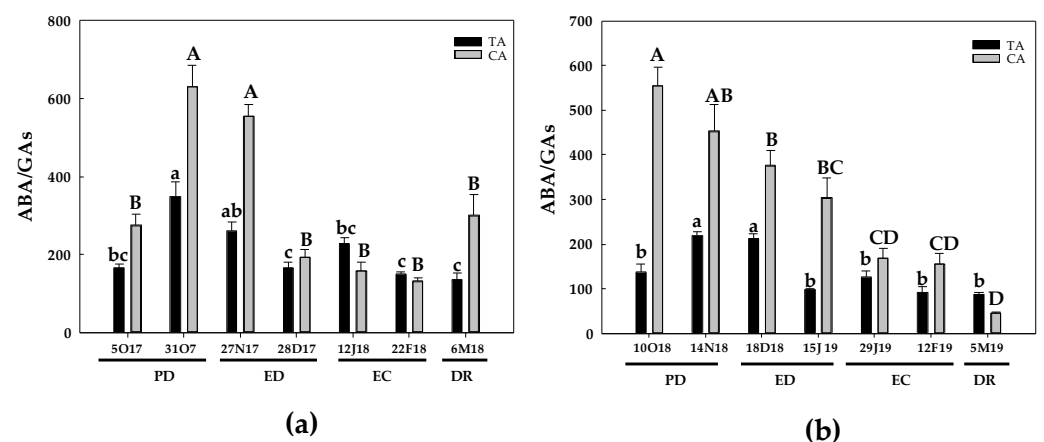 800
600
400
200
0
ABA/GAs
TA
CA
bc
B
a
A
ab
A
c
B
bc
B
c
B
c
B
5O17
31O7
27N17
28D17
12J18
22F18
6M18
PD
ED
EC
DR
(a)
700
600
500
400
300
200
100
0
ABA/GAs
TA
CA
b
A
a
AB
a
B
b
BC
b
CD
b
CD
b
D
10O18
14N18
18D18
15J 19
29J19
12F19
5M19
PD
ED
EC
DR
(b)